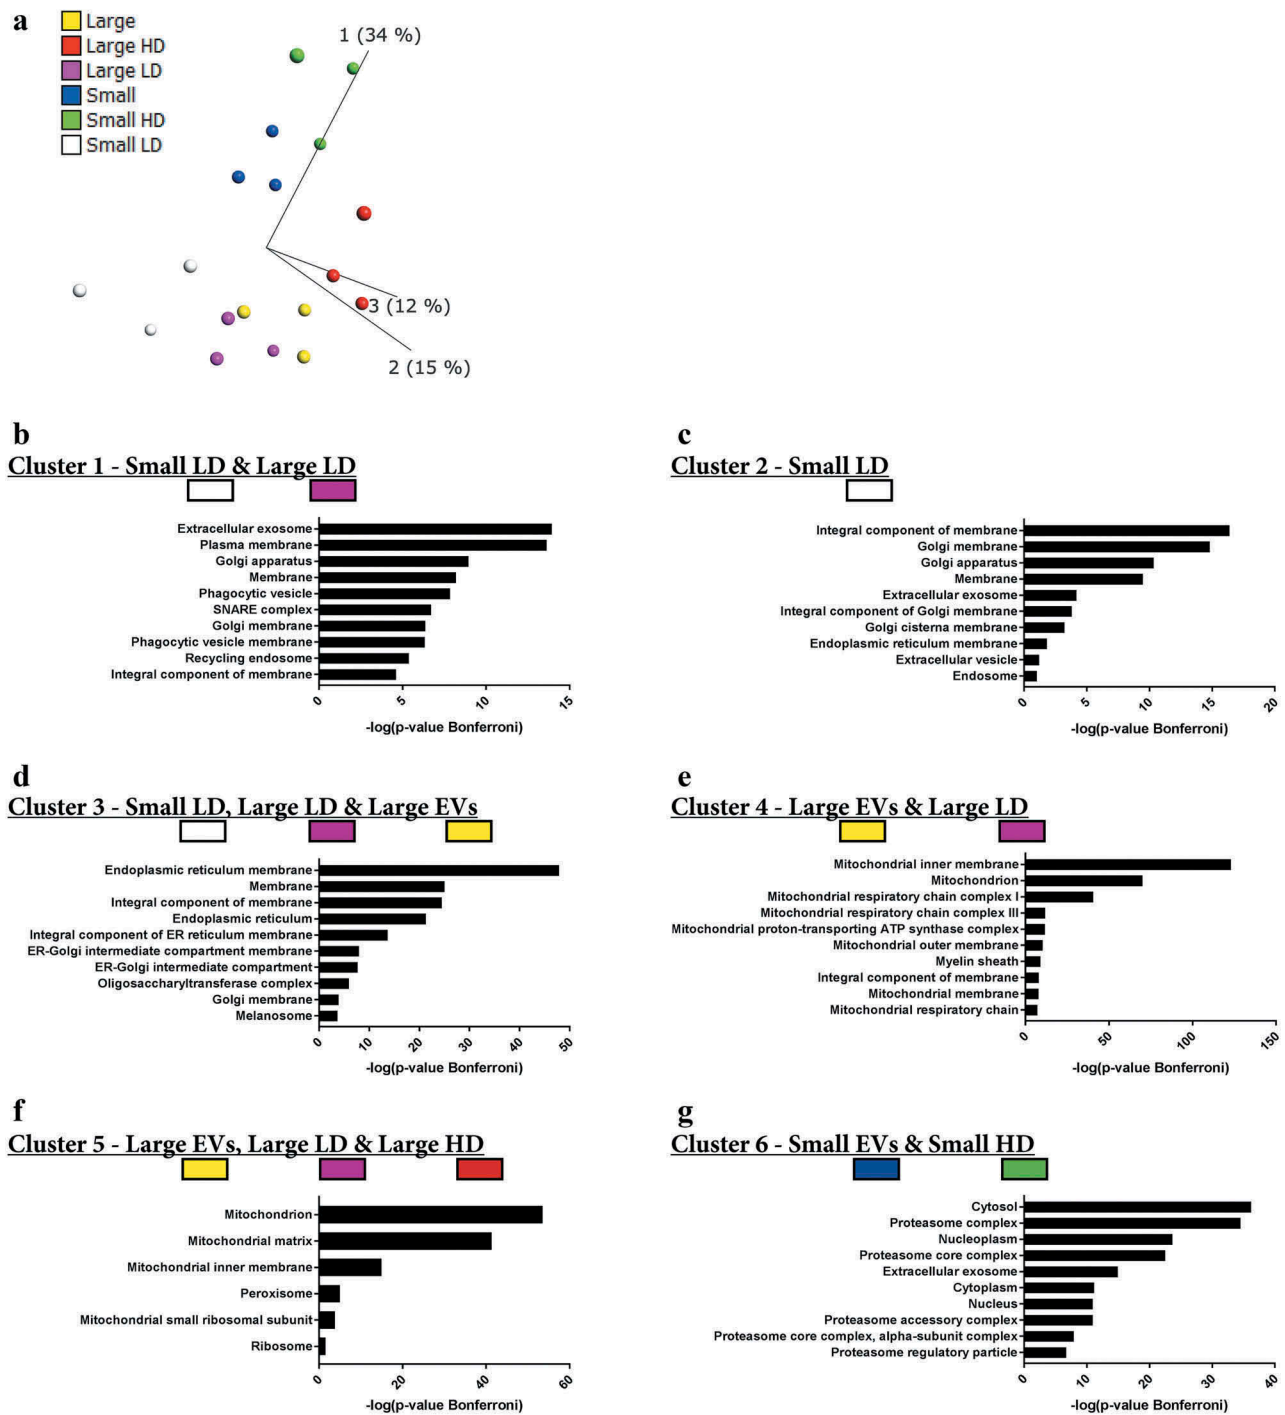 a
Large
Large HD
Large LD
Small
Small HD
Small LD
1 (34 %)
3 (12 %)
2 (15 %)
b
Cluster 1 - Small LD & Large LD
Extracellular exosome
Plasma membrane
Golgi apparatus
Membrane
Phagocytic vesicle
SNARE complex
Golgi membrane
Phagocytic vesicle membrane
Recycling endosome
Integral component of membrane
0 5 10 15
-log(p-value Bonferroni)
c
Cluster 2 - Small LD
Integral component of membrane
Golgi membrane
Golgi apparatus
Membrane
Extracellular exosome
Integral component of Golgi membrane
Golgi cisterna membrane
Endoplasmic reticulum membrane
Extracellular vesicle
Endosome
0 5 10 15 20
-log(p-value Bonferroni)
d
Cluster 3 - Small LD, Large LD & Large EVs
Endoplasmic reticulum membrane
Membrane
Integral component of membrane
Endoplasmic reticulum
Integral component of ER reticulum membrane
ER-Golgi intermediate compartment membrane
ER-Golgi intermediate compartment
Oligosaccharyltransferase complex
Golgi membrane
Melanosome
0 10 20 30 40 50
-log(p-value Bonferroni)
e
Cluster 4 - Large EVs & Large LD
Mitochondrial inner membrane
Mitochondrion
Mitochondrial respiratory chain complex I
Mitochondrial respiratory chain complex III
Mitochondrial proton-transporting ATP synthase complex
Mitochondrial outer membrane
Myelin sheath
Integral component of membrane
Mitochondrial membrane
Mitochondrial respiratory chain
0 50 100 150
-log(p-value Bonferroni)
f
Cluster 5 - Large EVs, Large LD & Large HD
Mitochondrion
Mitochondrial matrix
Mitochondrial inner membrane
Peroxisome
Mitochondrial small ribosomal subunit
Ribosome
0 20 40 60
-log(p-value Bonferroni)
g
Cluster 6 - Small EVs & Small HD
Cytosol
Proteasome complex
Nucleoplasm
Proteasome core complex
Extracellular exosome
Cytoplasm
Nucleus
Proteasome accessory complex
Proteasome core complex, alpha-subunit complex
Proteasome regulatory particle
0 10 20 30 40
-log(p-value Bonferroni)